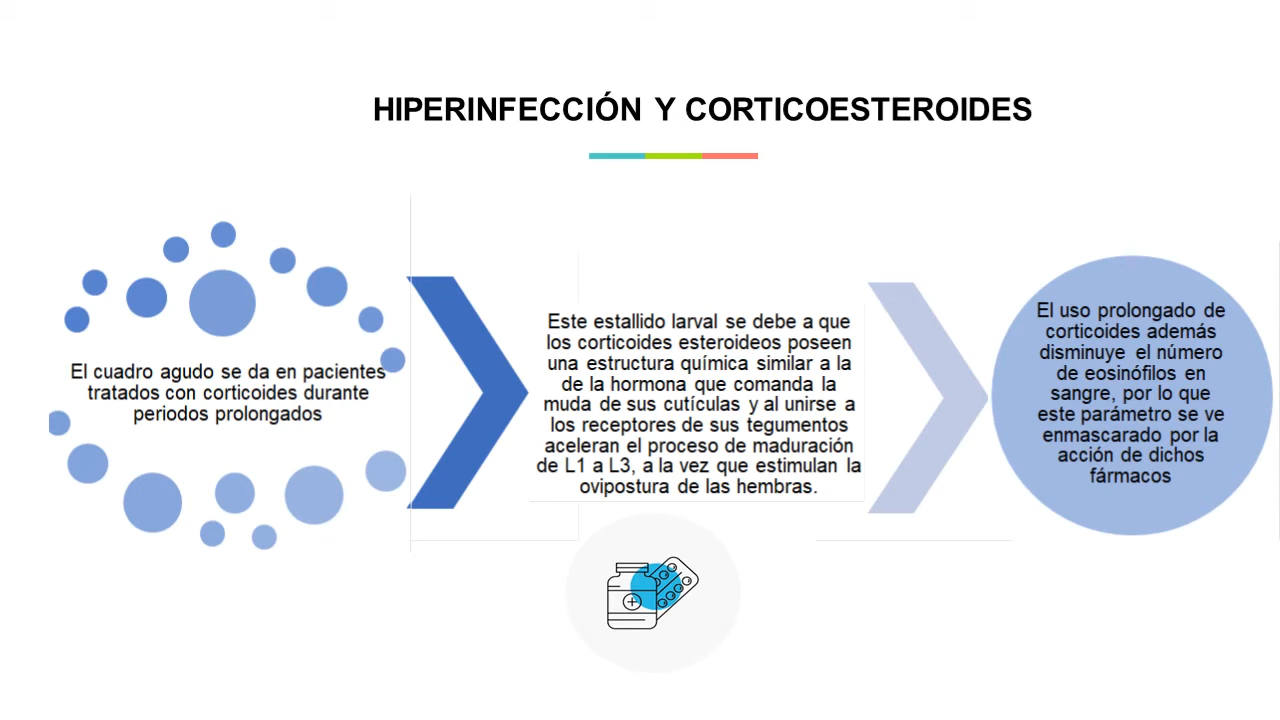 HIPERINFECCIÓN Y CORTICOESTEROIDES
El cuadro agudo se da en pacientes
tratados con corticoides durante
periodos prolongados
Este estallido larval se debe a que
los corticoides esteroideos poseen
una estructura química similar a la
de la hormona que comanda la
muda de sus cutículas y al unirse a
los receptores de sus tegumentos
aceleran el proceso de maduración
de L1 a L3, a la vez que estimulan la
ovipostura de las hembras.
El uso prolongado de
corticoides además
disminuye el número
de eosinófilos en
sangre, por lo que
este parámetro se ve
enmascarado por la
acción de dichos
fármacos